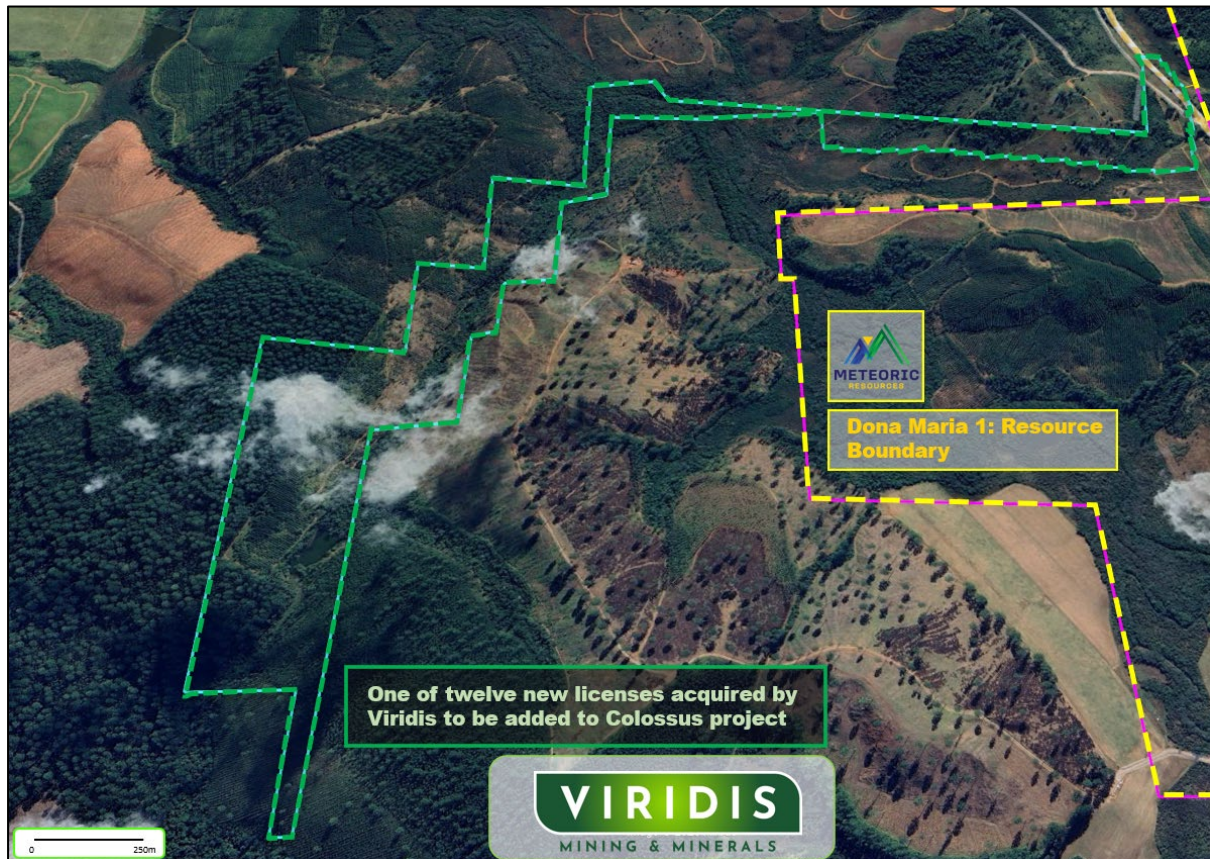 METEORIC
RESOURCES
Dona Maria 1: Resource
Boundary
One of twelve new licenses acquired by
Viridis to be added to Colossus project
VIRIDIS
MINING & MINERALS
0 250m